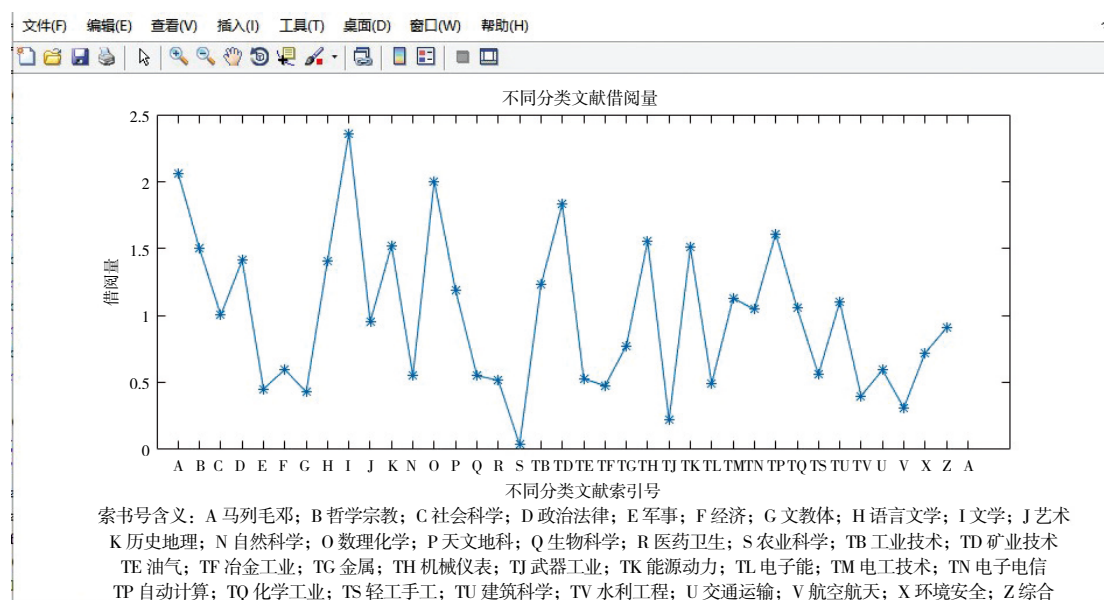 文件(F) 编辑(E) 查看(V) 插入(I) 工具(T) 桌面(D) 窗口(W) 帮助(H)
不同分类文献借阅量
2.5
2
1.5
1
0.5
0
借阅量
A B C D E F G H I J K N O P Q R S TB TD TE TF TG TH TJ TK TL TM TN TP TQ TS TU TV U V X Z A
不同分类文献索引号
索书号含义：A 马列毛邓；B 哲学宗教；C 社会科学；D 政治法律；E 军事；F 经济；G 文教体；H 语言文学；I 文学；J 艺术
K 历史地理；N 自然科学；O 数理化学；P 天文地科；Q 生物科学；R 医药卫生；S 农业科学；TB 工业技术；TD 矿业技术
TE 油气；TF 冶金工业；TG 金属；TH 机械仪表；TJ 武器工业；TK 能源动力；TL 电子能；TM 电工技术；TN 电子电信
TP 自动计算；TQ 化学工业；TS 轻工手工；TU 建筑科学；TV 水利工程；U 交通运输；V 航空航天；X 环境安全；Z 综合